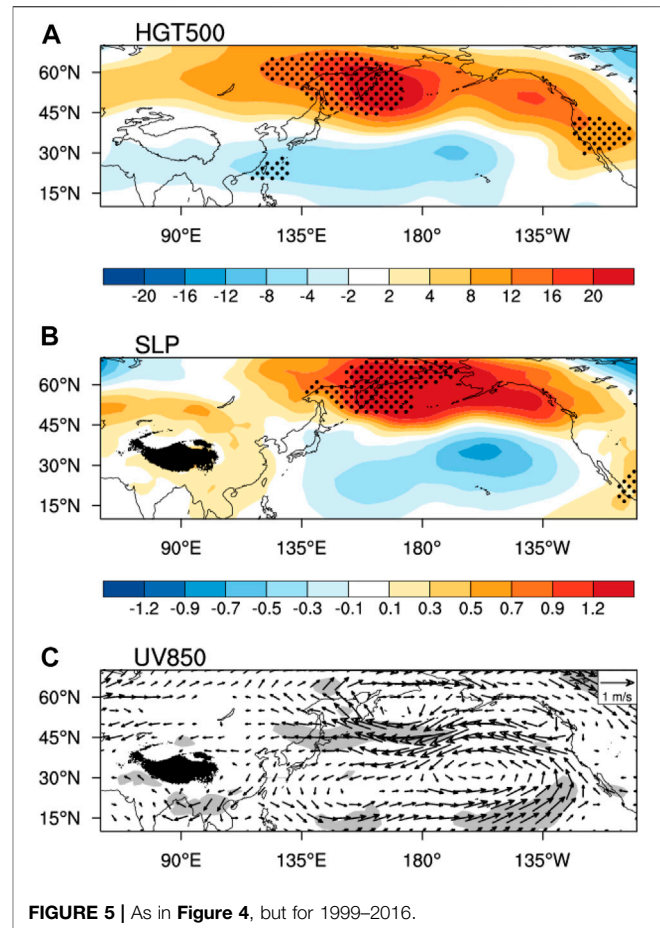 A HGT500
60°N
45°N
30°N
15°N
90°E 135°E 180° 135°W
-20 -16 -12 -8 -4 -2 2 4 8 12 16 20
B SLP
60°N
45°N
30°N
15°N
90°E 135°E 180° 135°W
-1.2 -0.9 -0.7 -0.5 -0.3 -0.1 0.1 0.3 0.5 0.7 0.9 1.2
C UV850
1 m/s
60°N
45°N
30°N
15°N
90°E 135°E 180° 135°W
FIGURE 5 | As in Figure 4, but for 1999–2016.